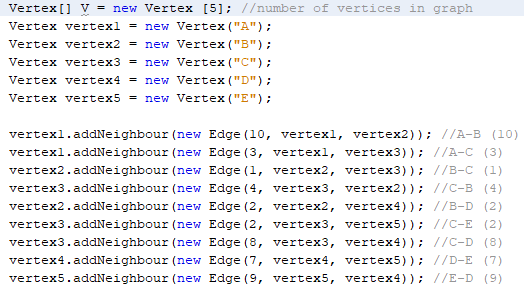 Vertex[] V = new Vertex [5]; //number of vertices in graph
Vertex vertex1 = new Vertex("A");
Vertex vertex2 = new Vertex("B");
Vertex vertex3 = new Vertex("C");
Vertex vertex4 = new Vertex("D");
Vertex vertex5 = new Vertex("E");

vertex1.addNeighbour(new Edge(10, vertex1, vertex2)); //A-B (10)
vertex1.addNeighbour(new Edge(3, vertex1, vertex3)); //A-C (3)
vertex2.addNeighbour(new Edge(1, vertex2, vertex3)); //B-C (1)
vertex3.addNeighbour(new Edge(4, vertex3, vertex2)); //C-B (4)
vertex2.addNeighbour(new Edge(2, vertex2, vertex4)); //B-D (2)
vertex3.addNeighbour(new Edge(2, vertex3, vertex5)); //C-E (2)
vertex3.addNeighbour(new Edge(8, vertex3, vertex4)); //C-D (8)
vertex4.addNeighbour(new Edge(7, vertex4, vertex5)); //D-E (7)
vertex5.addNeighbour(new Edge(9, vertex5, vertex4)); //E-D (9)